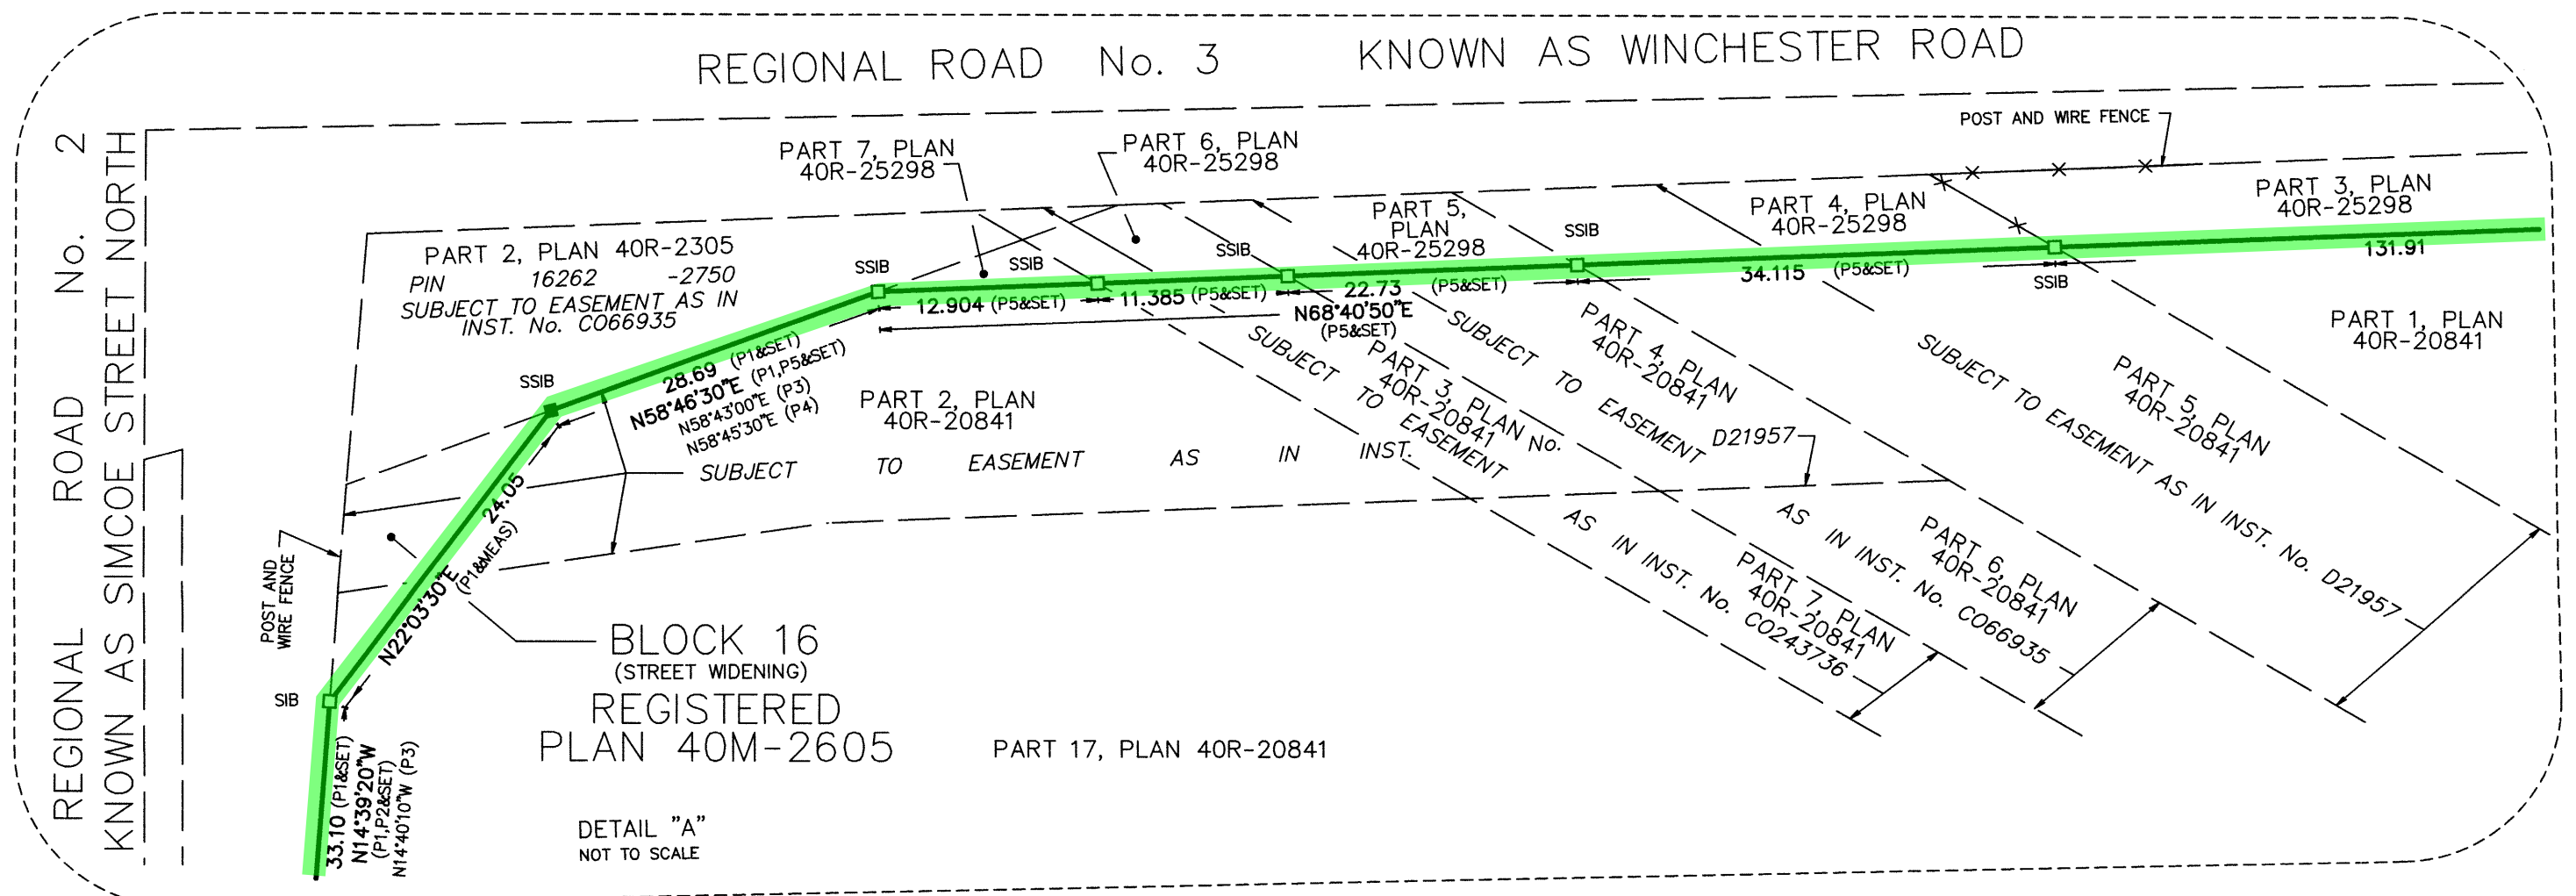 REGIONAL ROAD No. 3 KNOWN AS WINCHESTER ROAD
REGIONAL ROAD No. 2
KNOWN AS SIMCOE STREET NORTH
POST AND WIRE FENCE
PART 7, PLAN
40R-25298
PART 6, PLAN
40R-25298
PART 5,
PLAN
40R-25298
PART 4, PLAN
40R-25298
PART 3, PLAN
40R-25298
PART 2, PLAN 40R-2305
PIN 16262 -2750
SUBJECT TO EASEMENT AS IN
INST. No. CO66935
SSIB
SSIB
SSIB
SSIB
SSIB
SSIB
12.904 (P5&SET)
11.385 (P5&SET)
22.73 (P5&SET)
34.115 (P5&SET)
131.91
N68°40'50"E
(P5&SET)
28.69 (P1&SET)
N58°46'30"E (P1,P5&SET)
N58°43'00"E (P3)
N58°45'30"E (P4)
PART 2, PLAN
40R-20841
PART 3, PLAN No.
40R-20841
PART 4, PLAN
40R-20841
PART 5, PLAN
40R-20841
PART 1, PLAN
40R-20841
SUBJECT TO EASEMENT AS IN INST.
D21957
SUBJECT TO EASEMENT
AS IN INST. No. CO243736
SUBJECT TO EASEMENT
AS IN INST. No. CO66935
SUBJECT TO EASEMENT AS IN INST. No. D21957
PART 7, PLAN
40R-20841
PART 6, PLAN
40R-20841
24.05
N22°03'30"E
(P1&MEAS)
POST AND
WIRE FENCE
BLOCK 16
(STREET WIDENING)
REGISTERED
PLAN 40M-2605
PART 17, PLAN 40R-20841
SIB
33.10 (P1&SET)
N14°39'20"W
(P1,P2&SET)
N14°40'10"W (P3)
DETAIL "A"
NOT TO SCALE